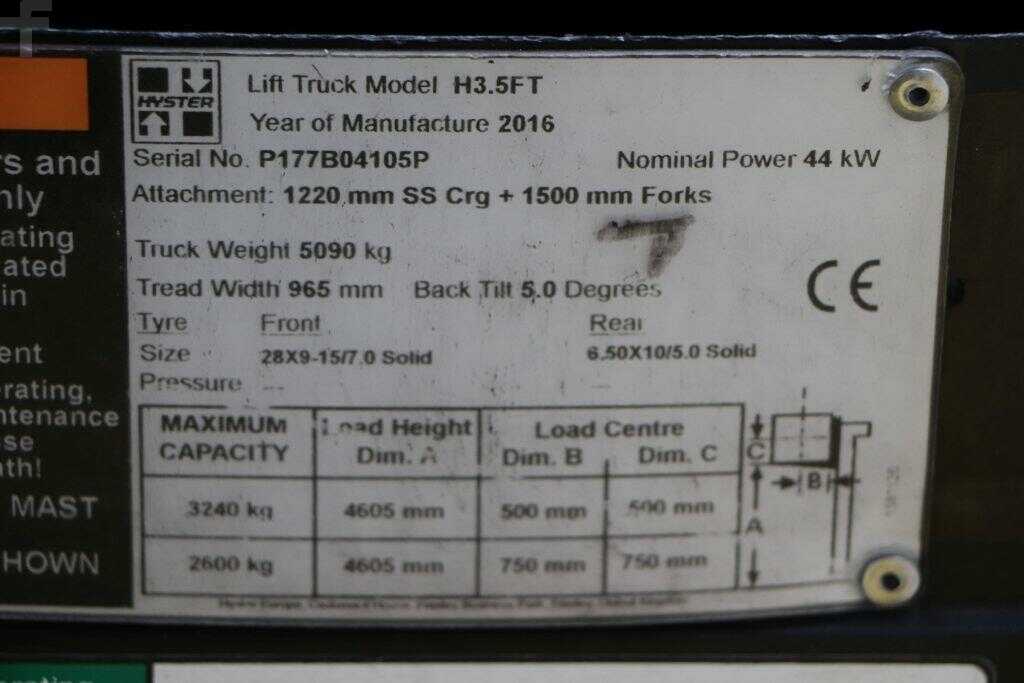 HYSTER
Lift Truck Model H3.5FT
Year of Manufacture 2016
Serial No. P177B04105P Nominal Power 44 kW
Attachment: 1220 mm SS Crg + 1500 mm Forks
Truck Weight 5090 kg
Tread Width 965 mm Back Tilt 5.0 Degrees
CE
Tyre Front Rear
Size 28X9-15/7.0 Solid 6.50X10/5.0 Solid
Pressure --- ---
MAXIMUM CAPACITY Load Height Dim. A Load Centre Dim. B Dim. C
3240 kg 4605 mm 500 mm 500 mm
2600 kg 4605 mm 750 mm 750 mm
C
B
A
rs and
nly
ating
ated
in
ent
rating,
ntenance
se
ath!
MAST
SHOWN